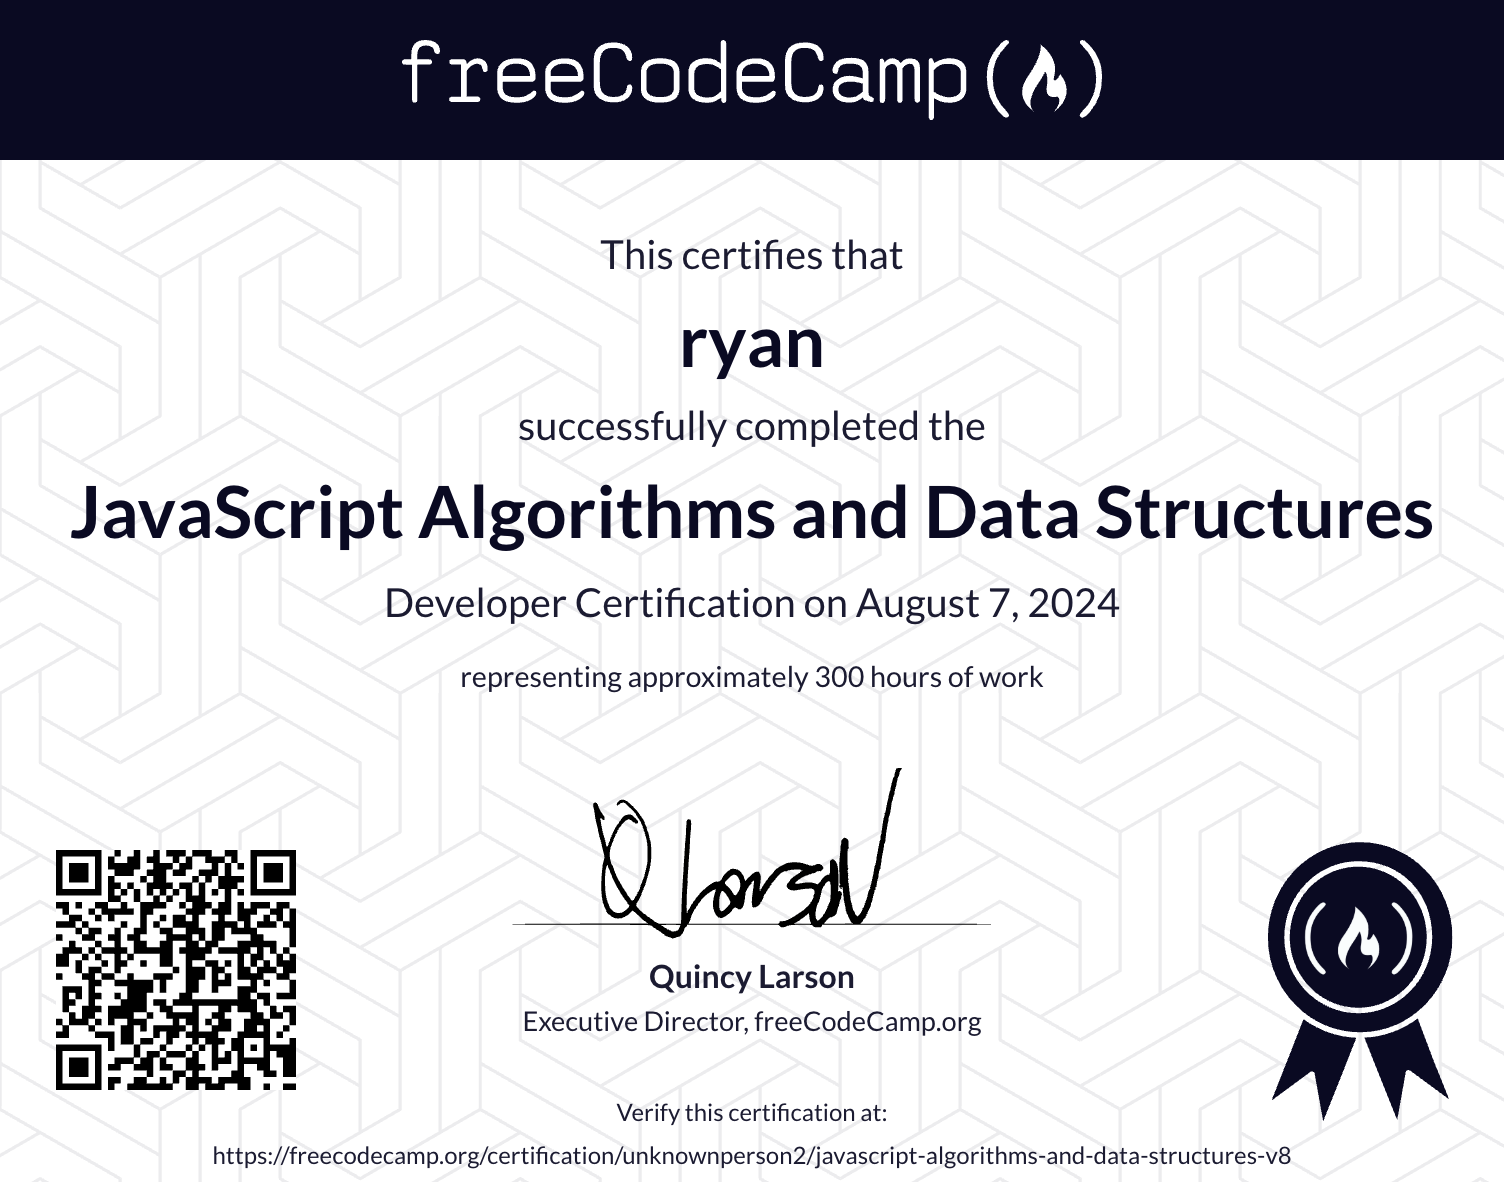 freeCodeCamp
This certifies that
ryan
successfully completed the
JavaScript Algorithms and Data Structures
Developer Certification on August 7, 2024
representing approximately 300 hours of work
Q Larson
Quincy Larson
Executive Director, freeCodeCamp.org
Verify this certification at:
https://freecodecamp.org/certification/unknownperson2/javascript-algorithms-and-data-structures-v8